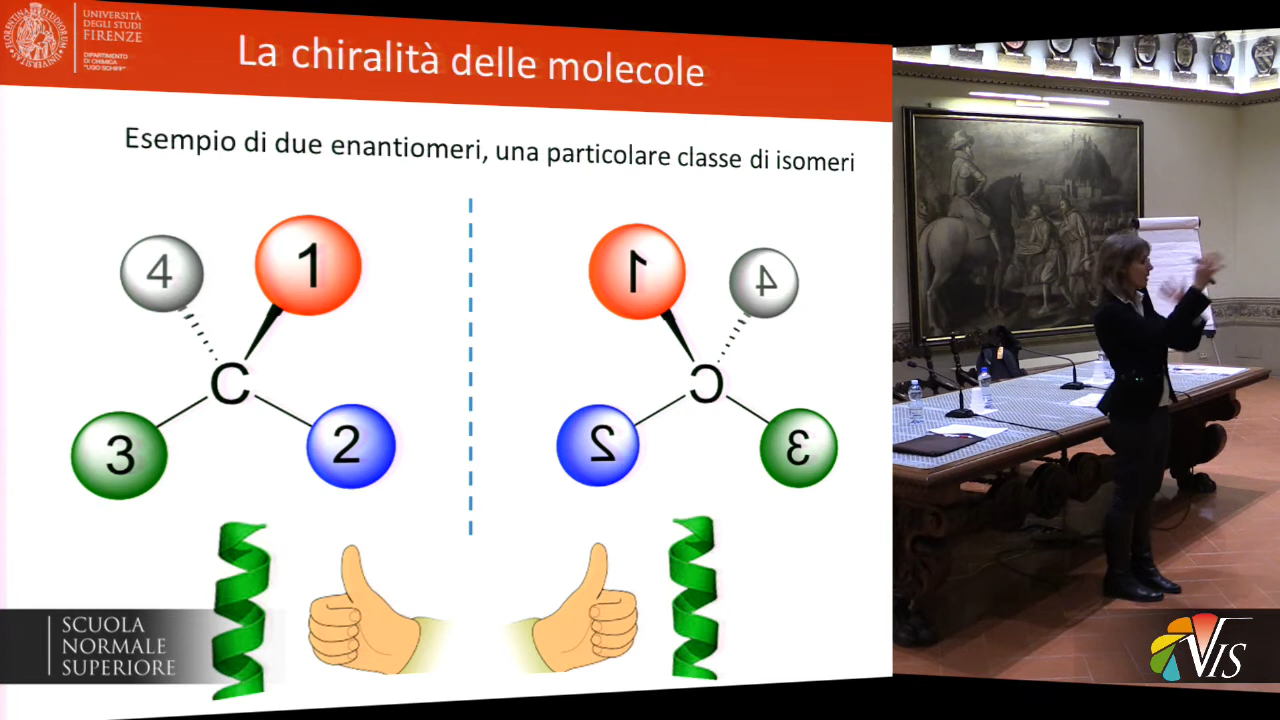 UNIVERSITÀ
DEGLI STUDI
FIRENZE
DIPARTIMENTO
DI CHIMICA
"UGO SCHIFF"
La chiralità delle molecole
Esempio di due enantiomeri, una particolare classe di isomeri
4 1 1 4
C C
3 2 2 3
SCUOLA
NORMALE
SUPERIORE
VIS